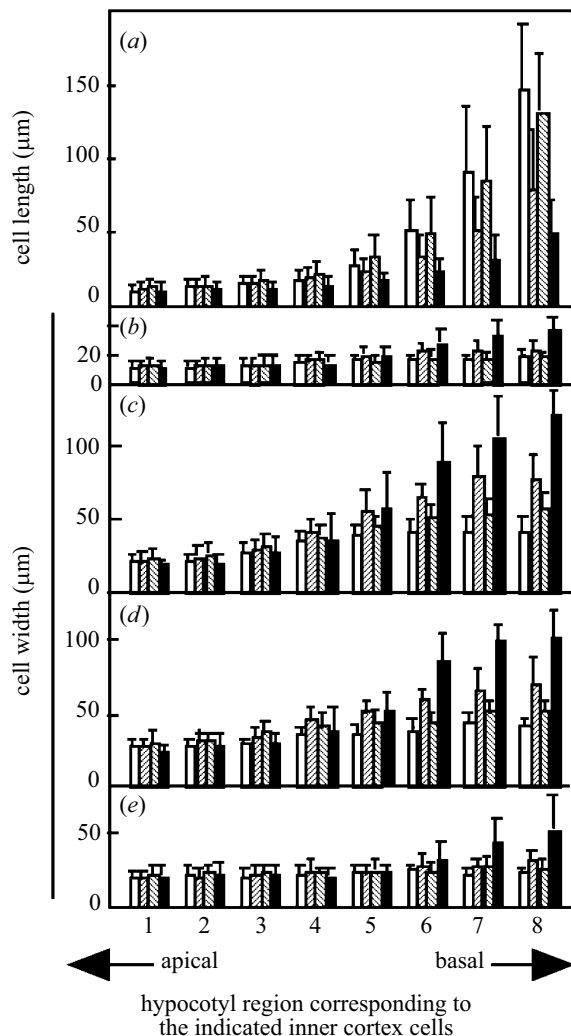 (a)
150
100
50
0
cell length (μm)
(b)
20
0
(c)
100
50
0
(d)
100
50
0
(e)
50
0
cell width (μm)
1 2 3 4 5 6 7 8
apical basal
hypocotyl region corresponding to
the indicated inner cortex cells